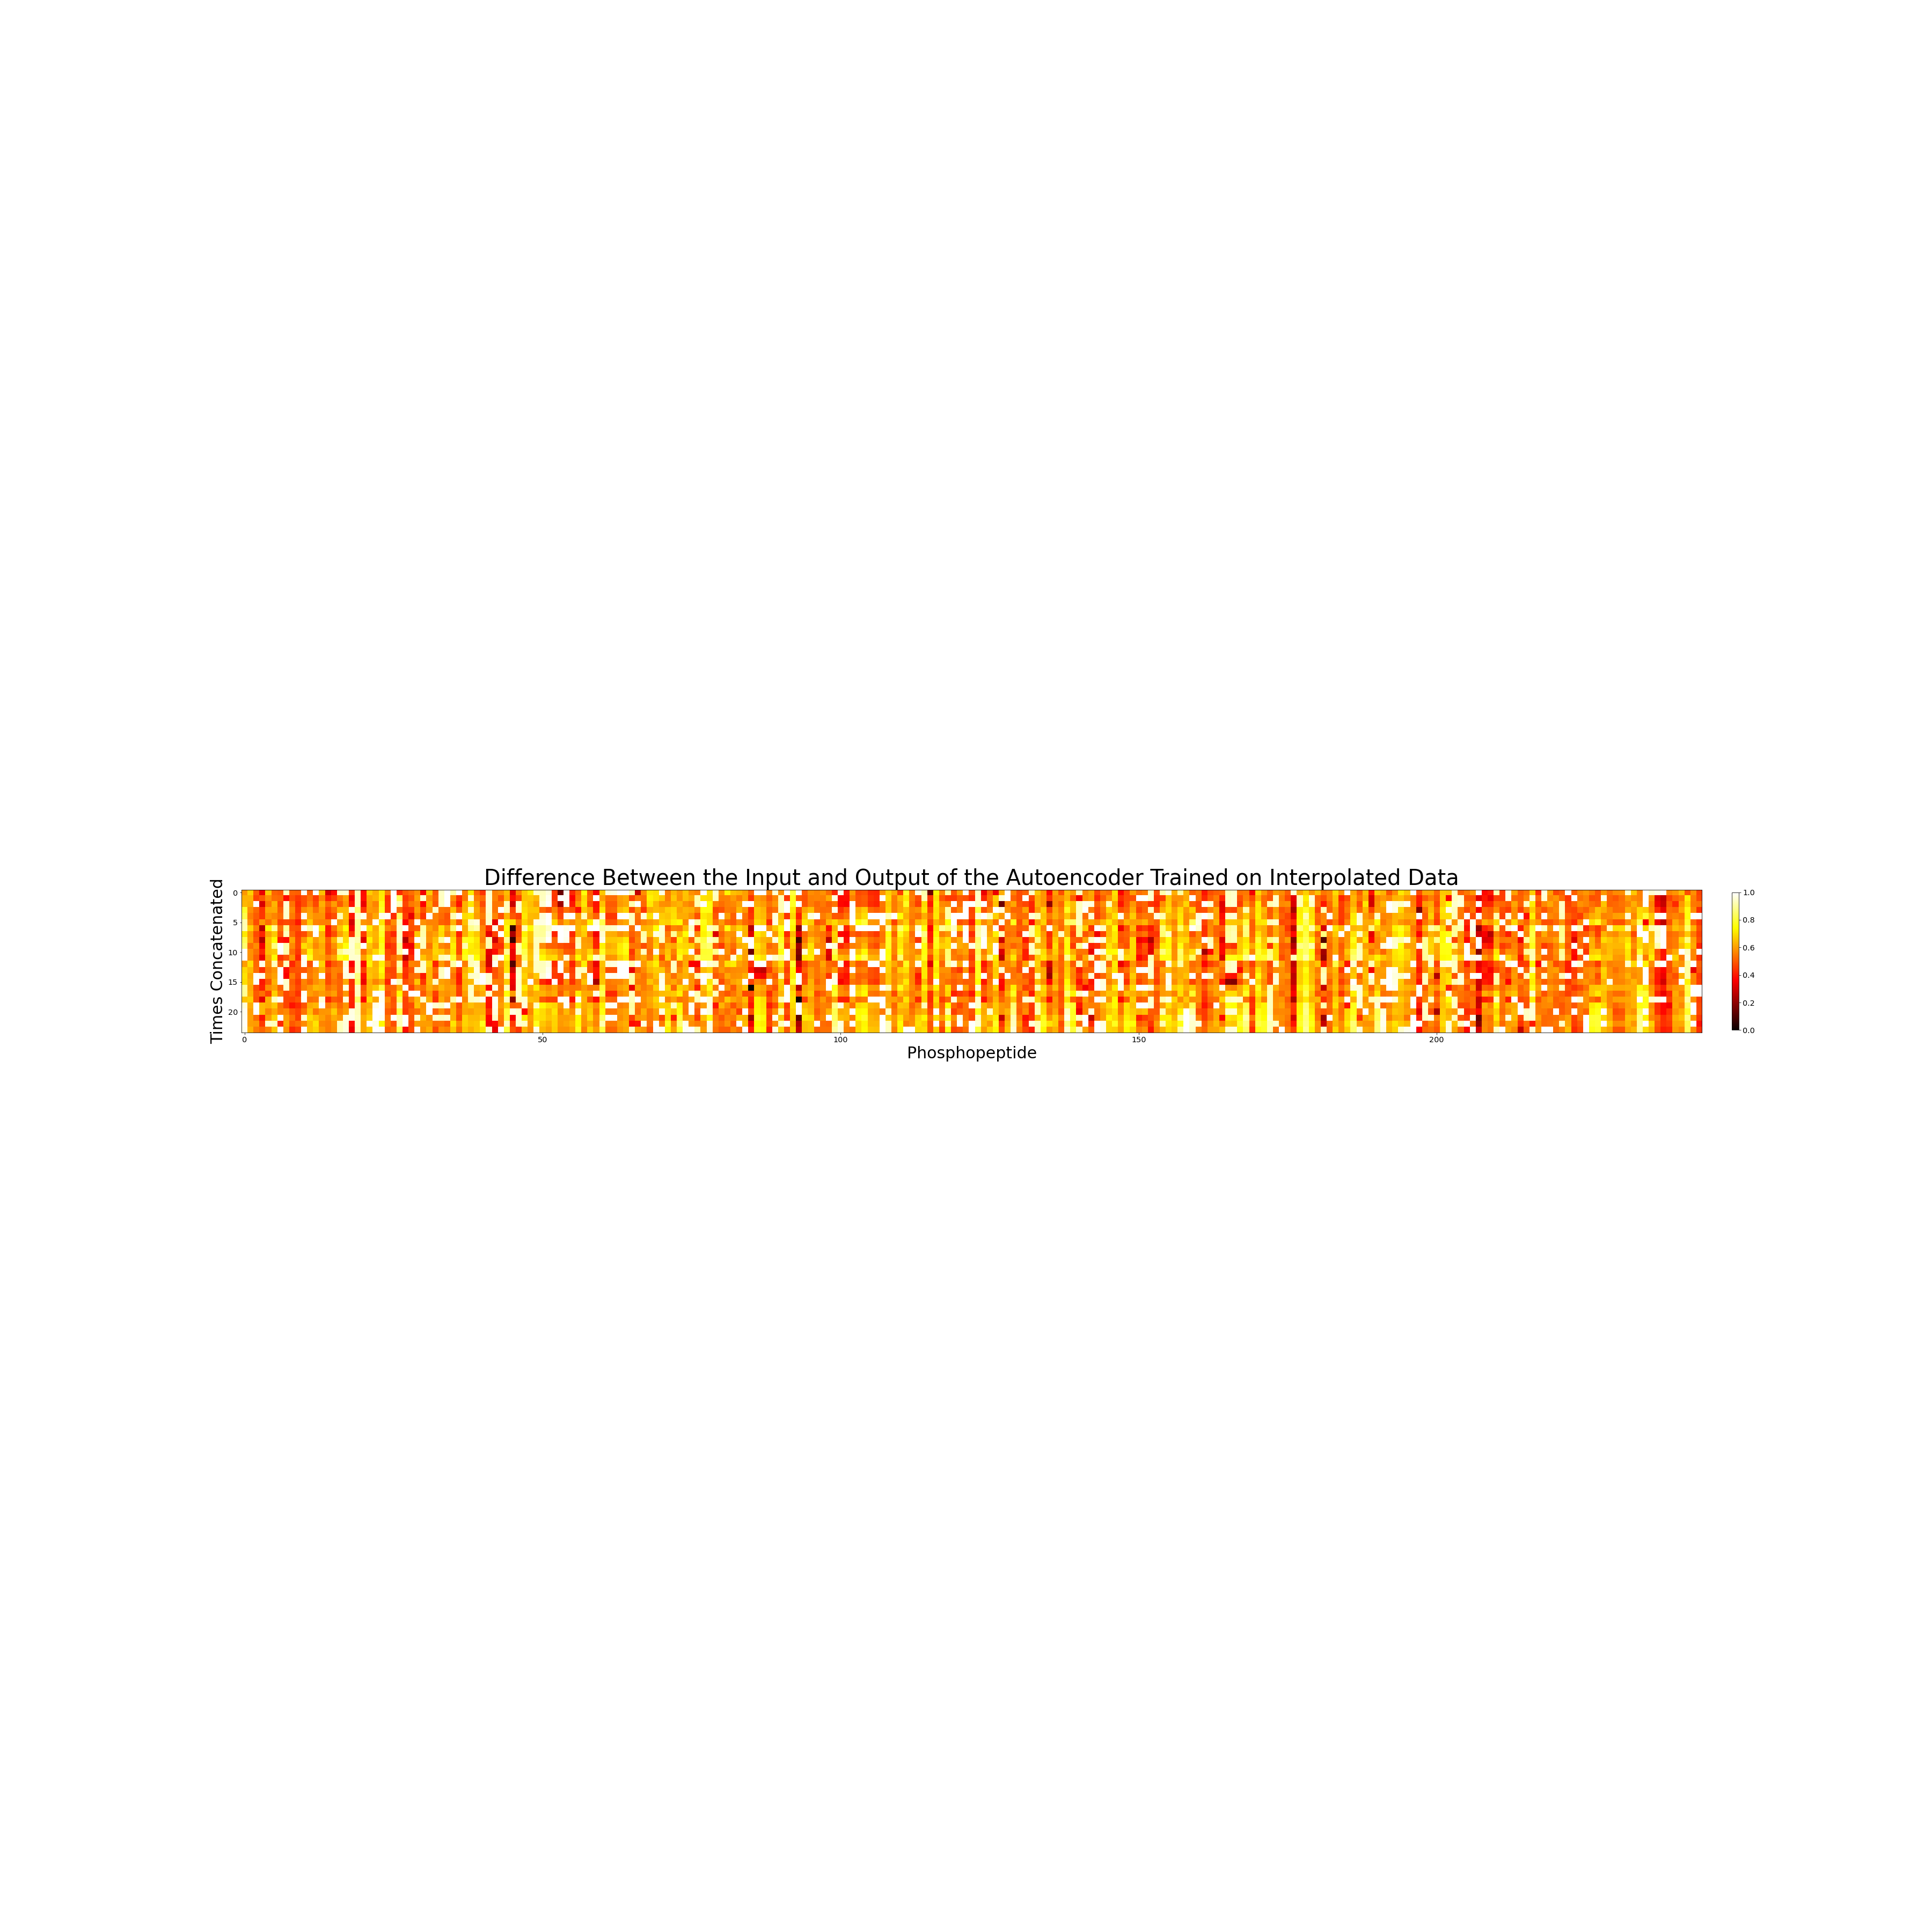 Difference Between the Input and Output of the Autoencoder Trained on Interpolated Data
Times Concatenated
0
5
10
15
20
0 50 100 150 200
Phosphopeptide
1.0
0.8
0.6
0.4
0.2
0.0